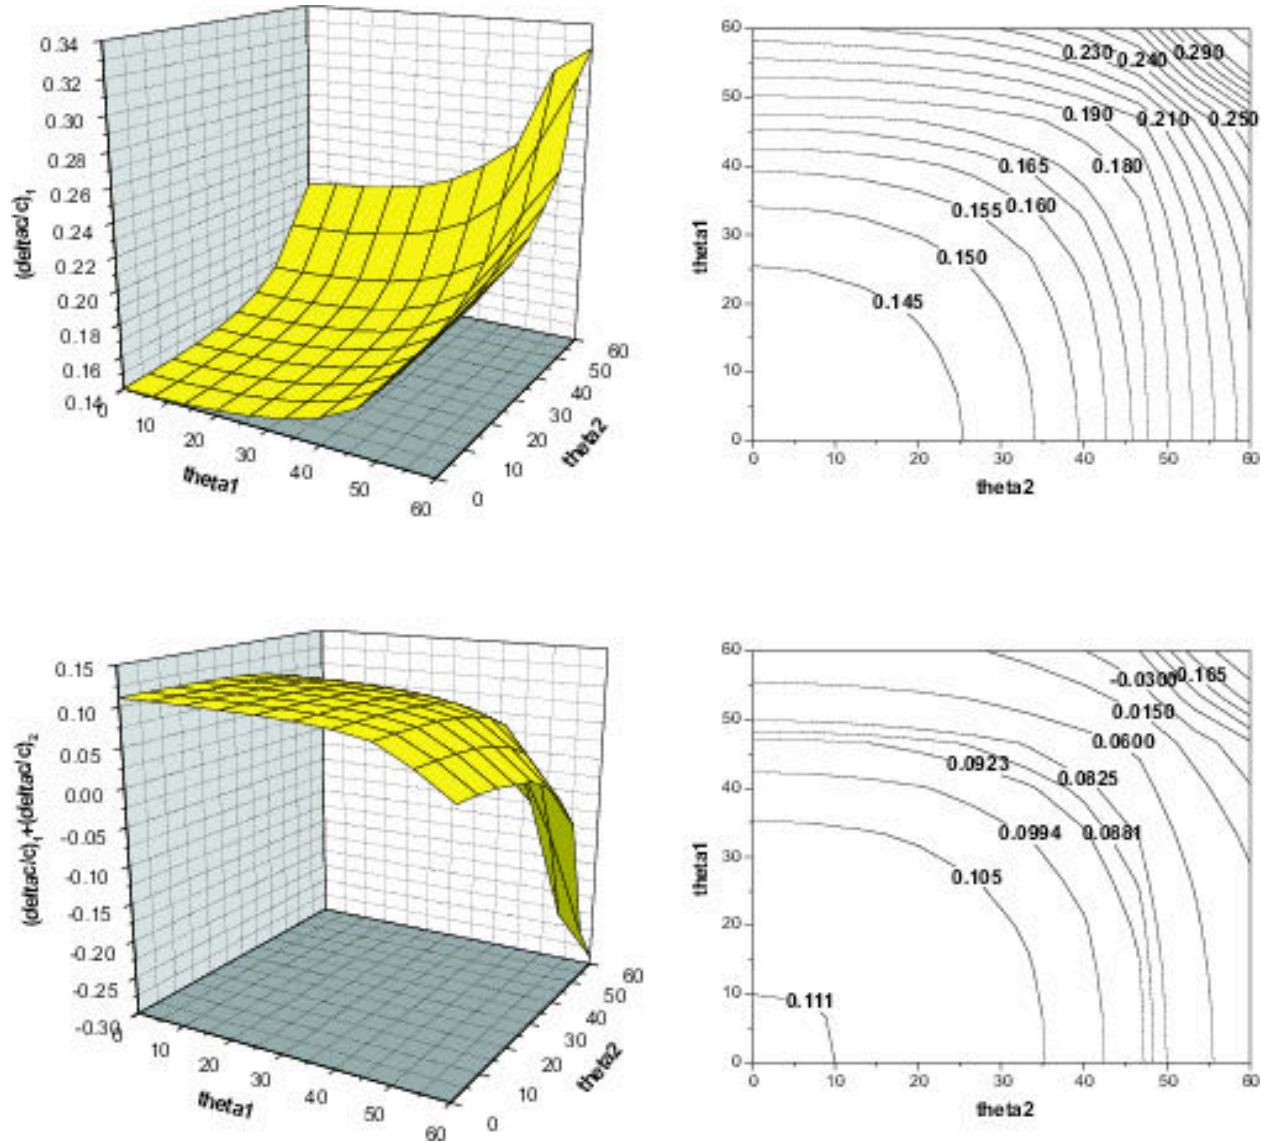 0.34
0.32
0.30
0.28
0.26
0.24
0.22
0.20
0.18
0.16
0.14
(deltac/c)₁
0 10 20 30 40 50 60
theta1
0 10 20 30 40 50 60
theta2
60
50
40
30
20
10
0
theta1
0.230 0.240 0.290
0.190 0.210 0.250
0.165 0.180
0.155 0.160
0.150
0.145
0 10 20 30 40 50 60
theta2
0.15
0.10
0.05
0.00
-0.05
-0.10
-0.15
-0.20
-0.25
-0.30
(deltac/c)₁+(deltac/c)₂
0 10 20 30 40 50 60
theta1
0 10 20 30 40 50 60
theta2
60
50
40
30
20
10
0
theta1
-0.0300 -0.165
0.0150
0.0600
0.0923 0.0825
0.0994 0.0881
0.105
0.111
0 10 20 30 40 50 60
theta2